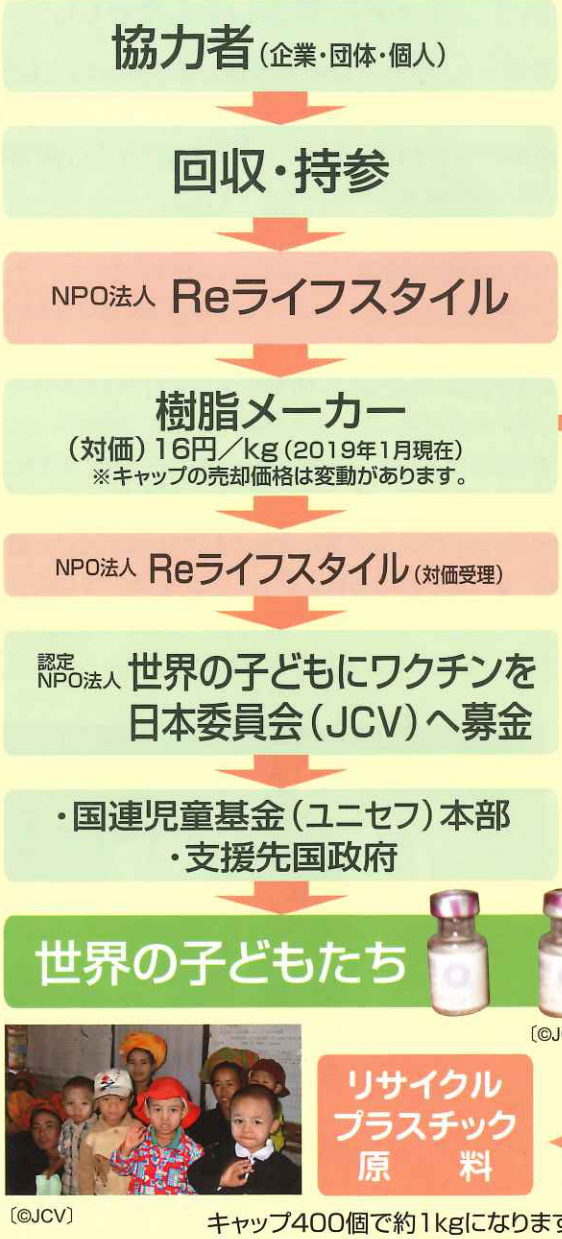 協力者(企業・団体・個人)
回収・持参
NPO法人 Reライフスタイル
樹脂メーカー
(対価)16円/kg(2019年1月現在)
※キャップの売却価格は変動があります。
NPO法人 Reライフスタイル(対価受理)
認定NPO法人 世界の子どもにワクチンを
日本委員会(JCV)へ募金
・国連児童基金(ユニセフ)本部
・支援先国政府
世界の子どもたち
リサイクル
プラスチック
原 料
〔©JCV〕
キャップ400個で約1kgになります